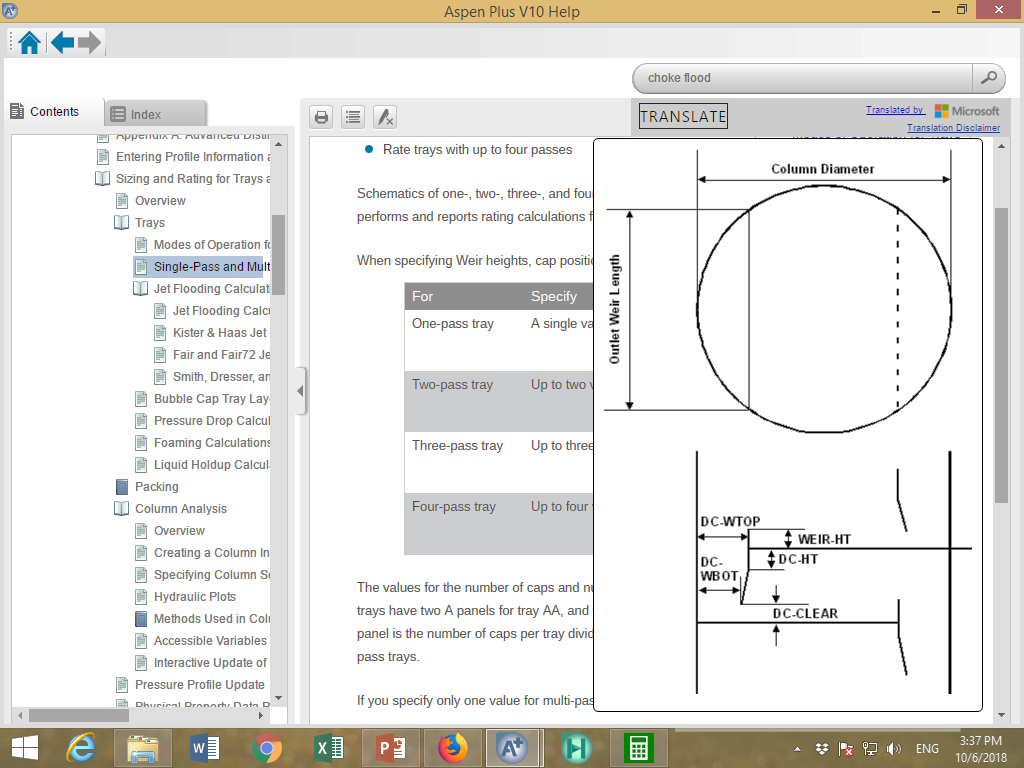 Aspen Plus V10 Help
choke flood
Contents
Index
TRANSLATE
Translated by
Microsoft
Translation Disclaimer
Entering Profile Information a
Sizing and Rating for Trays a
Overview
Trays
Modes of Operation fo
Single-Pass and Mult
Jet Flooding Calculat
Jet Flooding Calcu
Kister & Haas Jet
Fair and Fair72 Je
Smith, Dresser, an
Bubble Cap Tray Lay
Pressure Drop Calcul
Foaming Calculations
Liquid Holdup Calcul
Packing
Column Analysis
Overview
Creating a Column In
Specifying Column Se
Hydraulic Plots
Methods Used in Colu
Accessible Variables
Interactive Update of
Pressure Profile Update
Rate trays with up to four passes
Schematics of one-, two-, three-, and fou
performs and reports rating calculations f
When specifying Weir heights, cap positio
For Specify
One-pass tray A single va
Two-pass tray Up to two v
Three-pass tray Up to three
Four-pass tray Up to four v
The values for the number of caps and nu
trays have two A panels for tray AA, and
panel is the number of caps per tray divid
pass trays.
If you specify only one value for multi-pas
Column Diameter
Outlet Weir Length
DC-WTOP
WEIR-HT
DC-HT
DC-
WBOT
DC-CLEAR
ENG
3:37 PM
10/6/2018